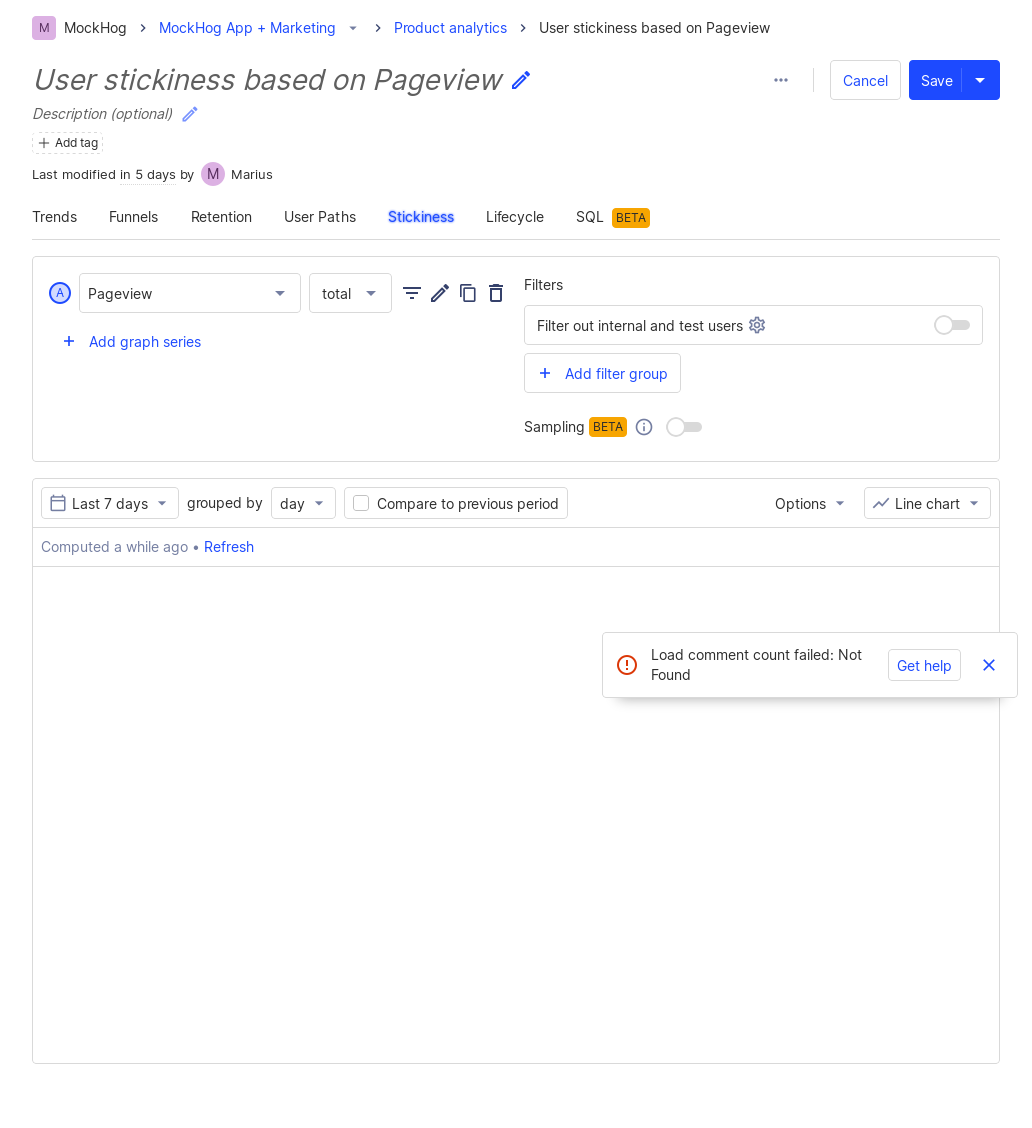 M MockHog MockHog App + Marketing Product analytics User stickiness based on Pageview
User stickiness based on Pageview
Cancel Save
Description (optional)
Add tag
Last modified in 5 days by M Marius
Trends Funnels Retention User Paths Stickiness Lifecycle SQL BETA
A Pageview total
Add graph series
Filters
Filter out internal and test users
Add filter group
Sampling BETA
Last 7 days grouped by day Compare to previous period Options Line chart
Computed a while ago • Refresh
Load comment count failed: Not
Found
Get help